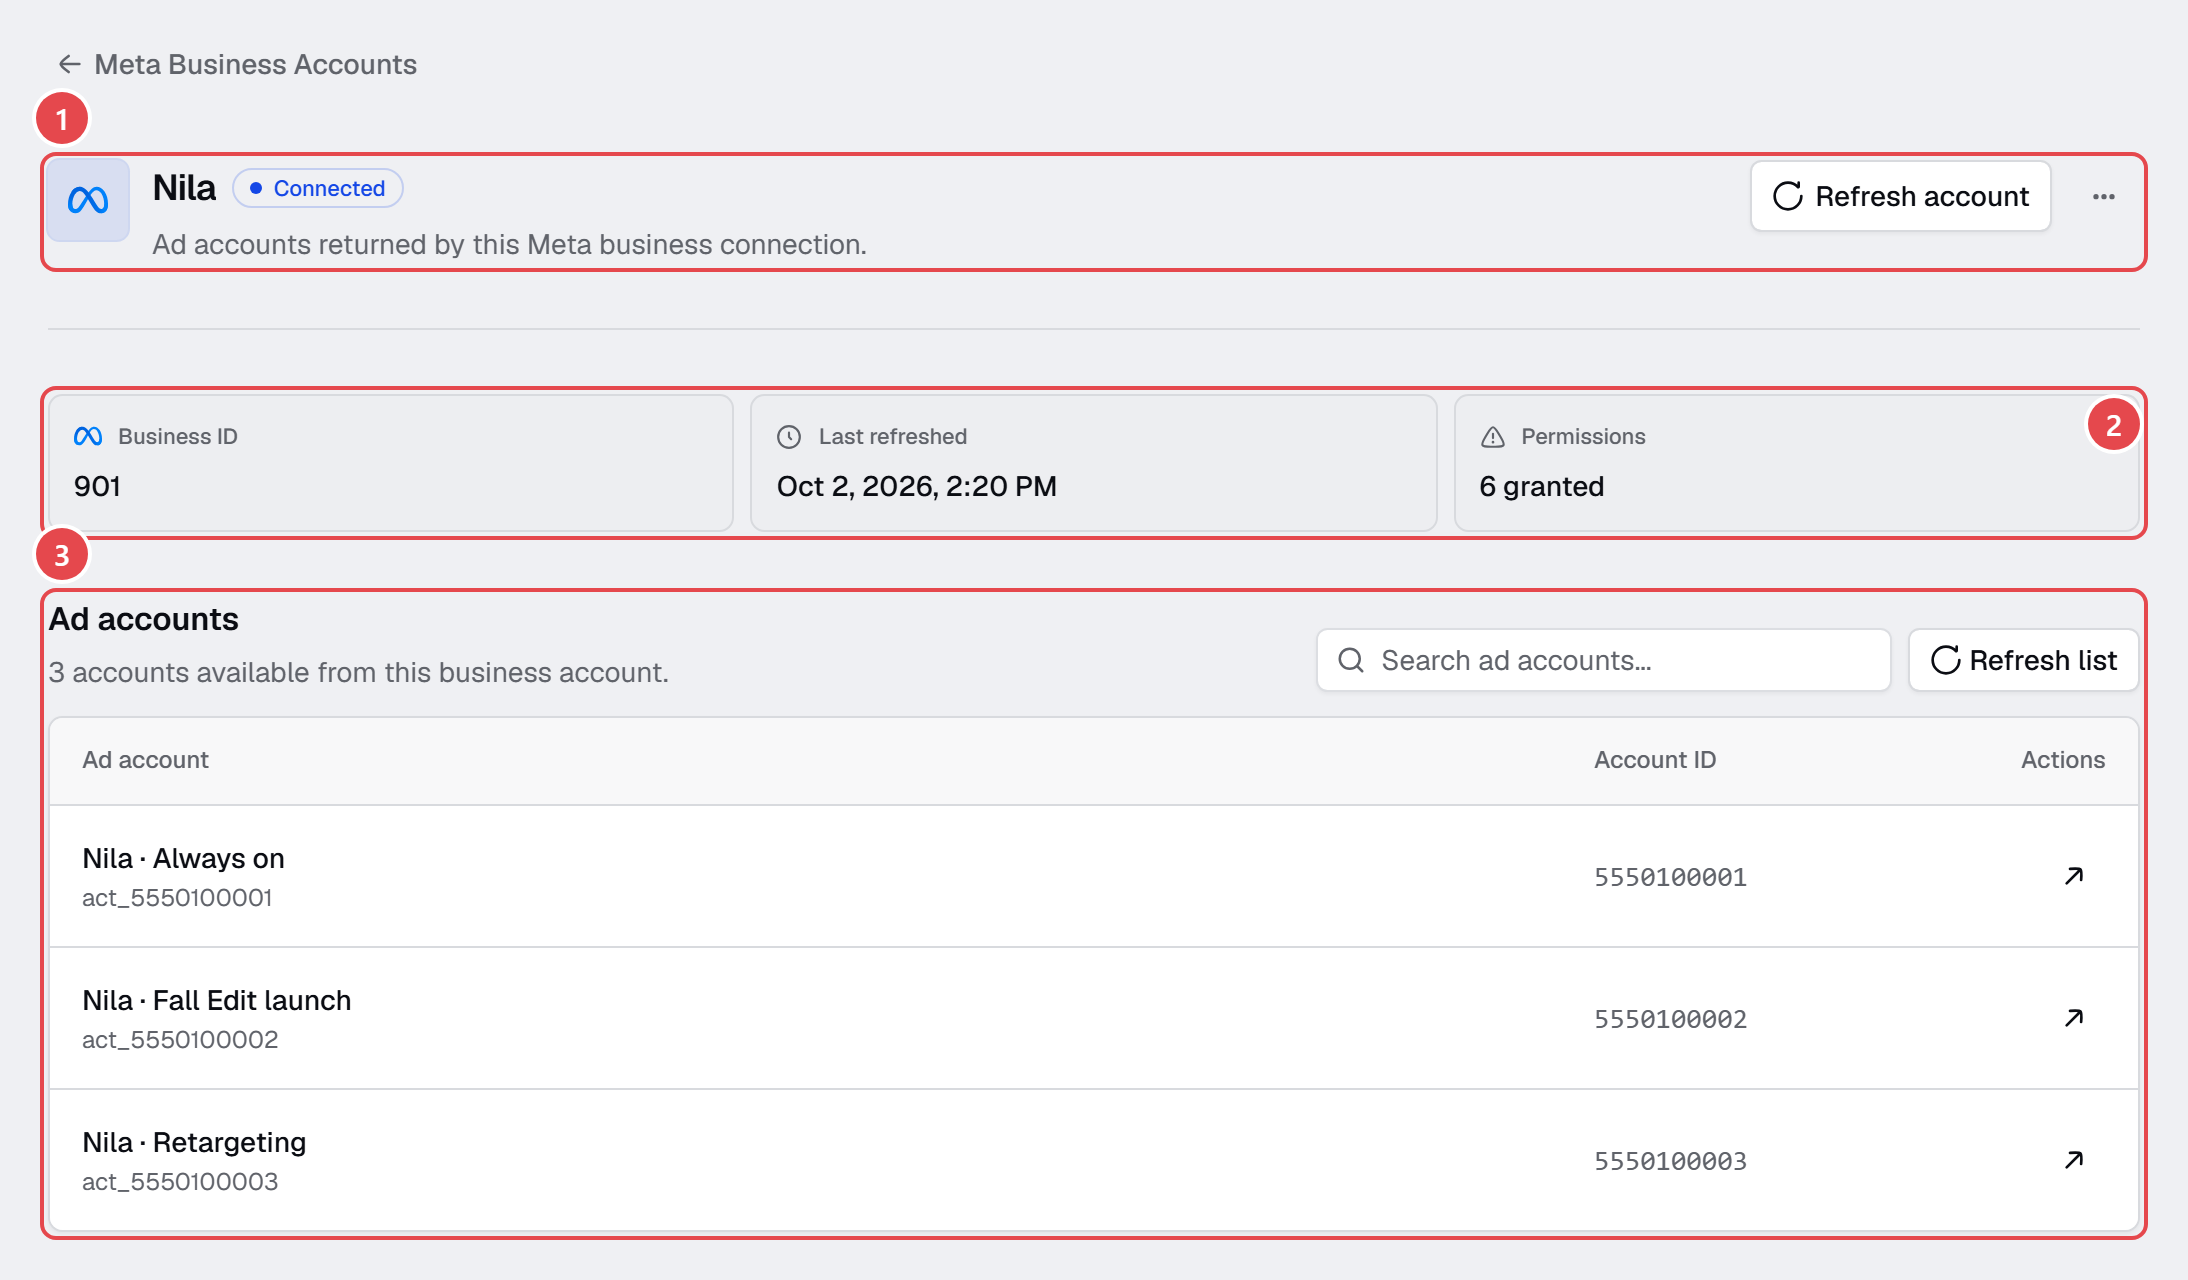 Meta Business Accounts
1
Nila
Connected
Refresh account
Ad accounts returned by this Meta business connection.
2
Business ID
901
Last refreshed
Oct 2, 2026, 2:20 PM
Permissions
6 granted
3
Ad accounts
3 accounts available from this business account.
Search ad accounts...
Refresh list
Ad account
Account ID
Actions
Nila · Always on
act_5550100001
5550100001
Nila · Fall Edit launch
act_5550100002
5550100002
Nila · Retargeting
act_5550100003
5550100003